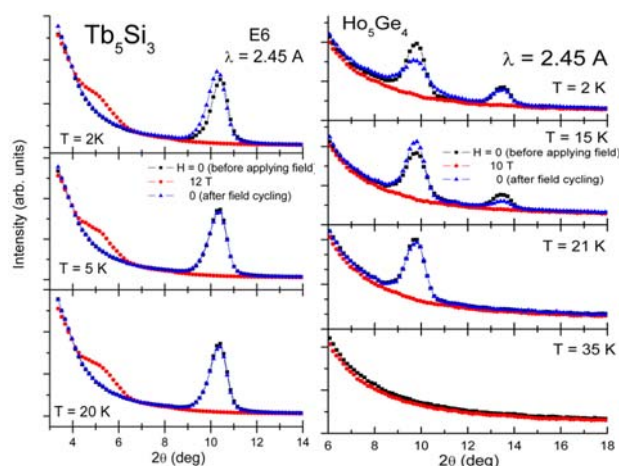 Tb5Si3
E6
λ = 2.45 A
T = 2K
H = 0 (before applying field)
12 T
0 (after field cycling)
T = 5 K
T = 20 K
4 6 8 10 12 14
2θ (deg)
Intensity (arb. units)
Ho5Ge4
λ = 2.45 A
T = 2 K
T = 15 K
H = 0 (before applying field)
10 T
0 (after field cycling)
T = 21 K
T = 35 K
6 8 10 12 14 16 18
2θ (deg)